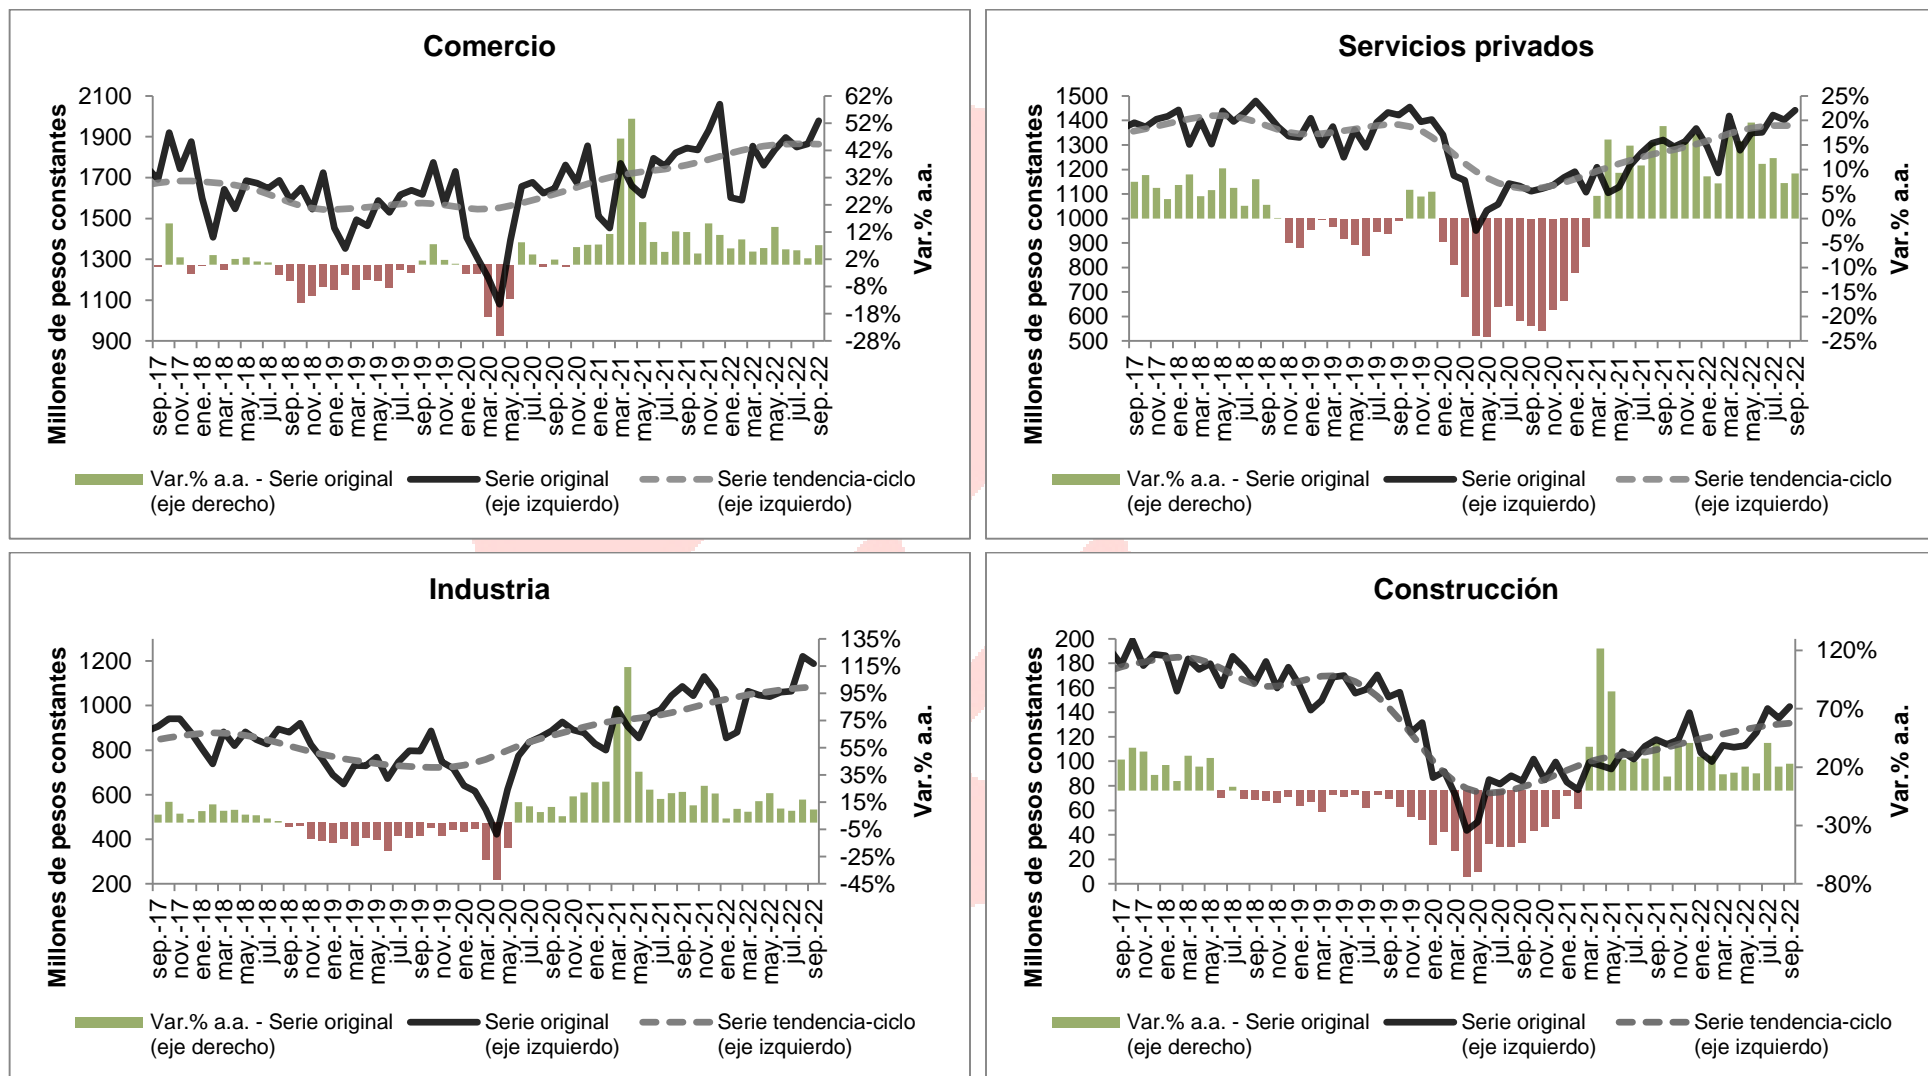 Comercio
Millones de pesos constantes
2100
1900
1700
1500
1300
1100
900
62%
52%
42%
32%
22%
12%
2%
-8%
-18%
-28%
Var.% a.a.
sep.-17
nov.-17
ene.-18
mar.-18
may.-18
jul.-18
sep.-18
nov.-18
ene.-19
mar.-19
may.-19
jul.-19
sep.-19
nov.-19
ene.-20
mar.-20
may.-20
jul.-20
sep.-20
nov.-20
ene.-21
mar.-21
may.-21
jul.-21
sep.-21
nov.-21
ene.-22
mar.-22
may.-22
jul.-22
sep.-22
Var.% a.a. - Serie original
(eje derecho)
Serie original
(eje izquierdo)
Serie tendencia-ciclo
(eje izquierdo)
Servicios privados
Millones de pesos constantes
1500
1400
1300
1200
1100
1000
900
800
700
600
500
25%
20%
15%
10%
5%
0%
-5%
-10%
-15%
-20%
-25%
Var.% a.a.
sep.-17
nov.-17
ene.-18
mar.-18
may.-18
jul.-18
sep.-18
nov.-18
ene.-19
mar.-19
may.-19
jul.-19
sep.-19
nov.-19
ene.-20
mar.-20
may.-20
jul.-20
sep.-20
nov.-20
ene.-21
mar.-21
may.-21
jul.-21
sep.-21
nov.-21
ene.-22
mar.-22
may.-22
jul.-22
sep.-22
Var.% a.a. - Serie original
(eje derecho)
Serie original
(eje izquierdo)
Serie tendencia-ciclo
(eje izquierdo)
Industria
Millones de pesos constantes
1200
1000
800
600
400
200
135%
115%
95%
75%
55%
35%
15%
-5%
-25%
-45%
Var.% a.a.
sep.-17
nov.-17
ene.-18
mar.-18
may.-18
jul.-18
sep.-18
nov.-18
ene.-19
mar.-19
may.-19
jul.-19
sep.-19
nov.-19
ene.-20
mar.-20
may.-20
jul.-20
sep.-20
nov.-20
ene.-21
mar.-21
may.-21
jul.-21
sep.-21
nov.-21
ene.-22
mar.-22
may.-22
jul.-22
sep.-22
Var.% a.a. - Serie original
(eje derecho)
Serie original
(eje izquierdo)
Serie tendencia-ciclo
(eje izquierdo)
Construcción
Millones de pesos constantes
200
180
160
140
120
100
80
60
40
20
0
120%
70%
20%
-30%
-80%
Var.% a.a.
sep.-17
nov.-17
ene.-18
mar.-18
may.-18
jul.-18
sep.-18
nov.-18
ene.-19
mar.-19
may.-19
jul.-19
sep.-19
nov.-19
ene.-20
mar.-20
may.-20
jul.-20
sep.-20
nov.-20
ene.-21
mar.-21
may.-21
jul.-21
sep.-21
nov.-21
ene.-22
mar.-22
may.-22
jul.-22
sep.-22
Var.% a.a. - Serie original
(eje derecho)
Serie original
(eje izquierdo)
Serie tendencia-ciclo
(eje izquierdo)